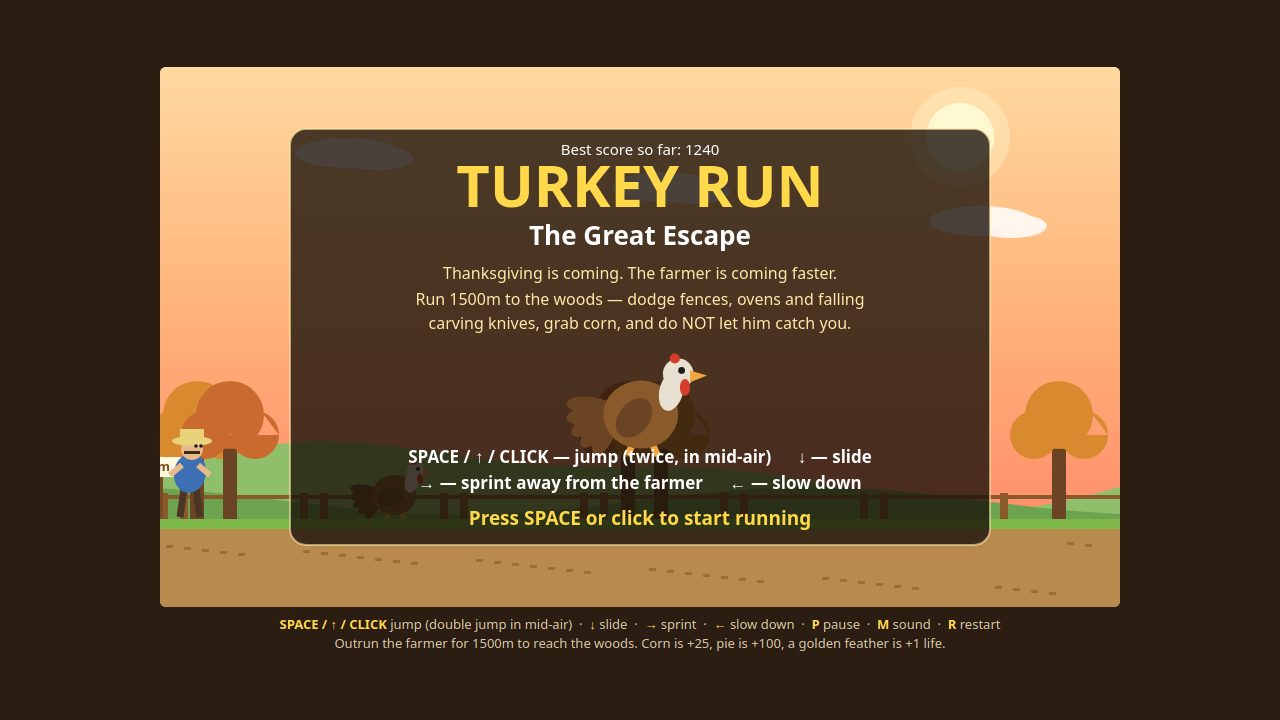 Best score so far: 1240
TURKEY RUN
The Great Escape
Thanksgiving is coming. The farmer is coming faster.
Run 1500m to the woods — dodge fences, ovens and falling
carving knives, grab corn, and do NOT let him catch you.
SPACE / ↑ / CLICK — jump (twice, in mid-air) ↓ — slide
m
→ — sprint away from the farmer ← — slow down
Press SPACE or click to start running
SPACE / ↑ / CLICK jump (double jump in mid-air) · ↓ slide · → sprint · ← slow down · P pause · M sound · R restart
Outrun the farmer for 1500m to reach the woods. Corn is +25, pie is +100, a golden feather is +1 life.